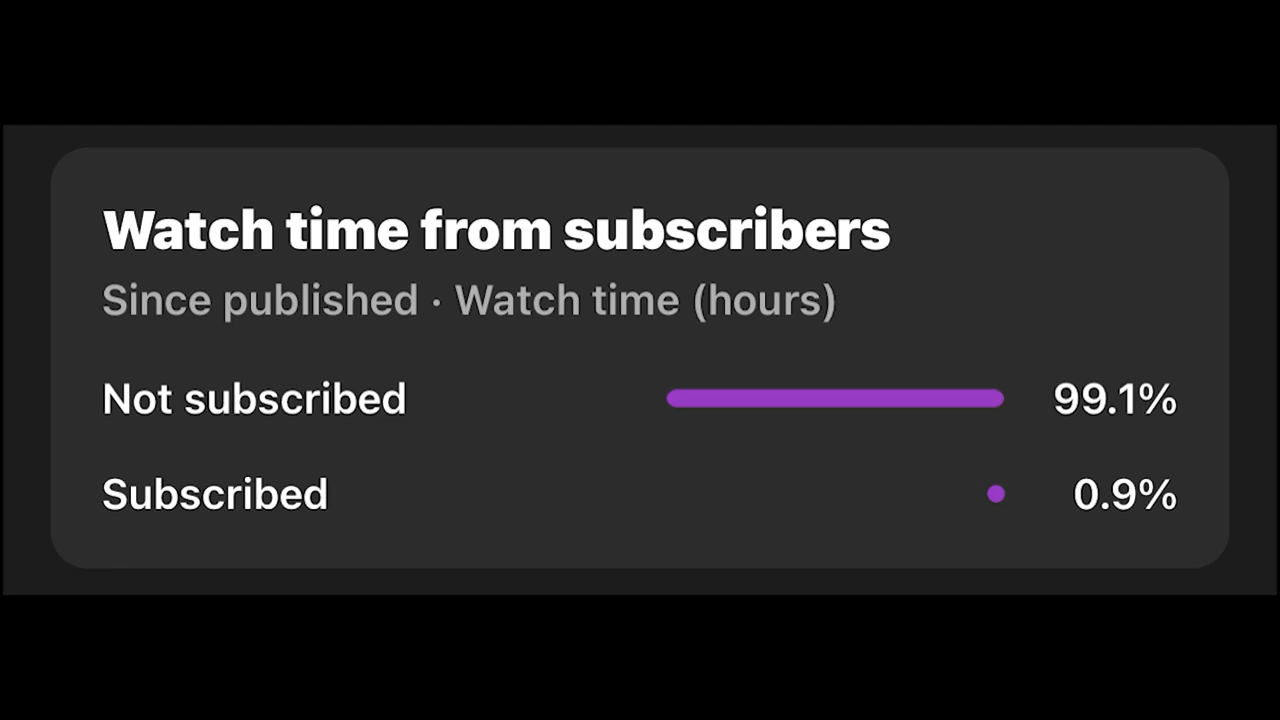 Watch time from subscribers
Since published · Watch time (hours)
Not subscribed 99.1%
Subscribed 0.9%